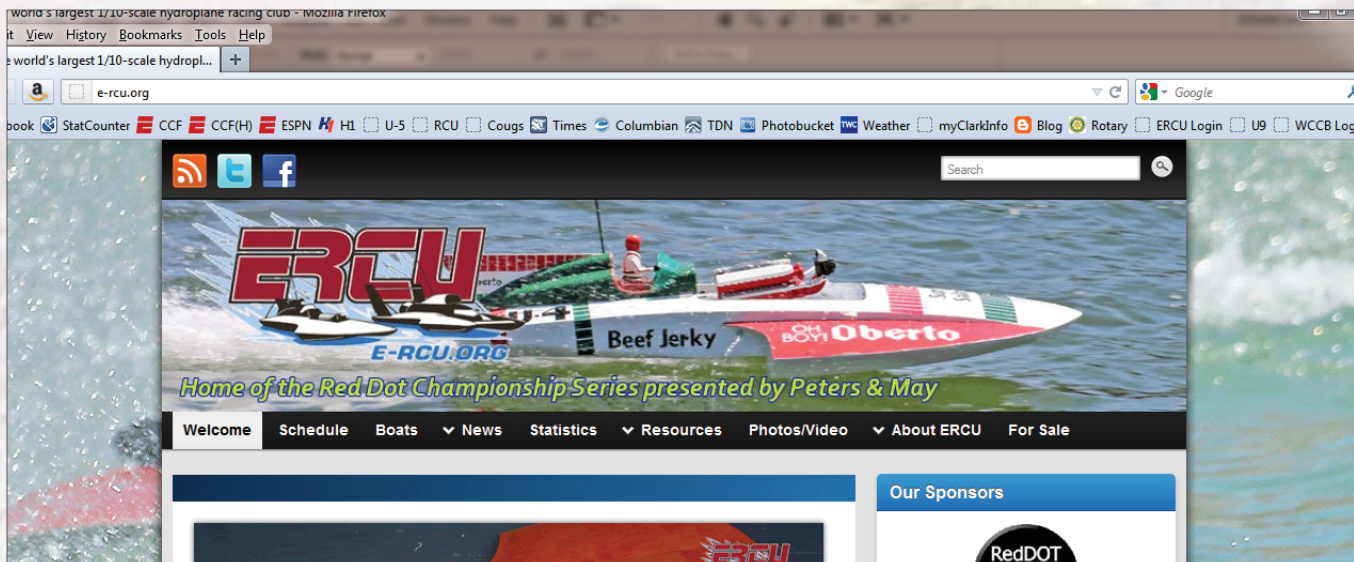 world's largest 1/10-scale hydroplane racing club - Mozilla Firefox
it View History Bookmarks Tools Help
e world's largest 1/10-scale hydropl... +
a e-rcu.org Google
book StatCounter CCF CCF(H) ESPN H1 U-5 RCU Cougs Times Columbian TDN Photobucket TWC Weather myClarkInfo Blog Rotary ERCU Login U9 WCCB Log
Search
ERCU
U-4
Beef Jerky
OH BOY! Oberto
E-RCU.ORG
Home of the Red Dot Championship Series presented by Peters & May
Welcome Schedule Boats News Statistics Resources Photos/Video About ERCU For Sale
Our Sponsors
ERCU
RedDOT